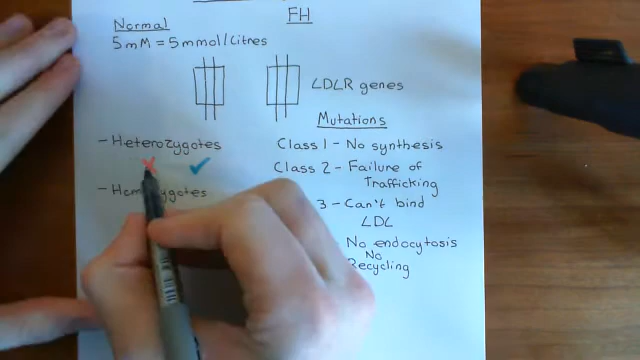 FH
Normal
5mM = 5mmol/Litres
LDLR genes
Mutations
- Heterozygotes
Class 1 - No synthesis
Class 2 - Failure of
Trafficking
3 - Can't bind
LDL
No endocytosis
No
Recycling